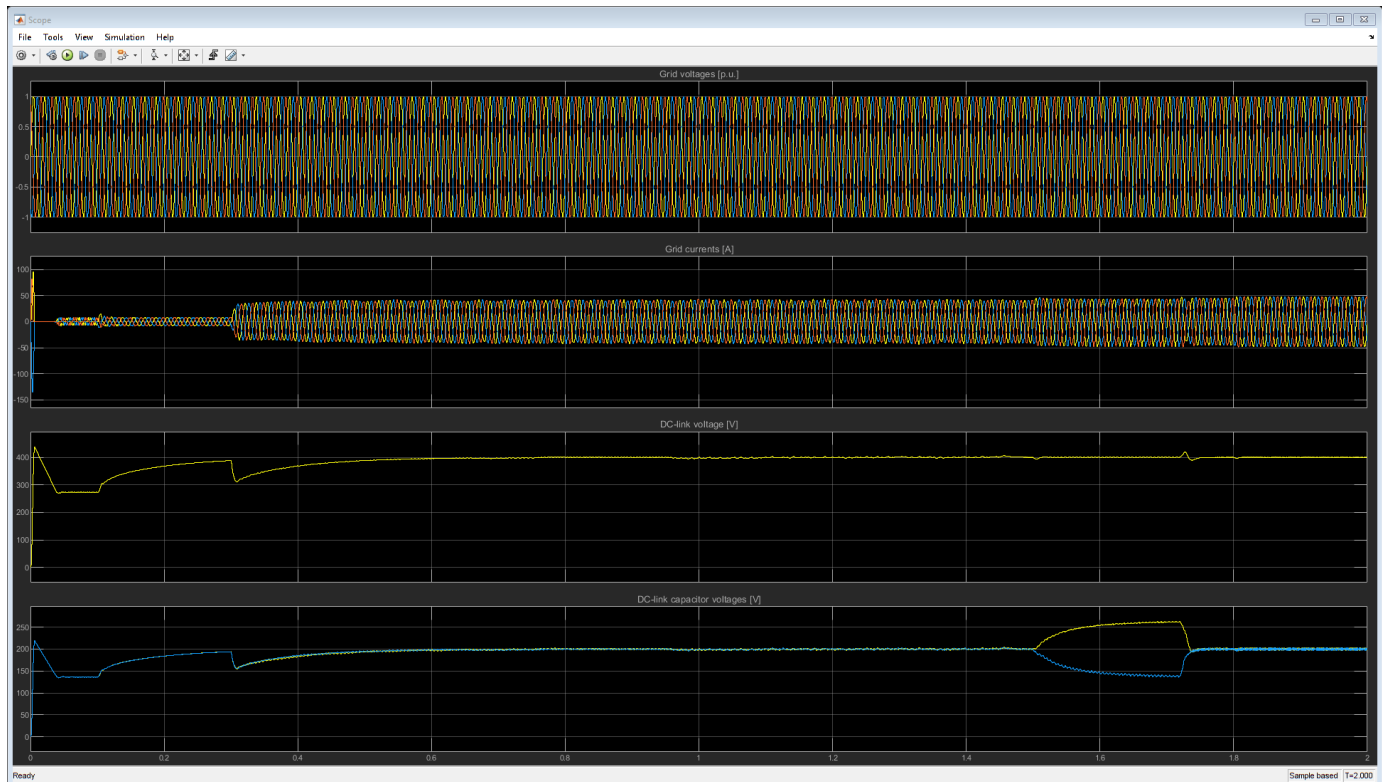 Scope
File Tools View Simulation Help
Grid voltages [p.u.]
1
0.5
0
-0.5
-1
Grid currents [A]
100
50
0
-50
-100
-150
DC-link voltage [V]
400
300
200
100
0
DC-link capacitor voltages [V]
250
200
150
100
50
0
0 0.2 0.4 0.6 0.8 1 1.2 1.4 1.6 1.8 2
Ready Sample based T=2.000